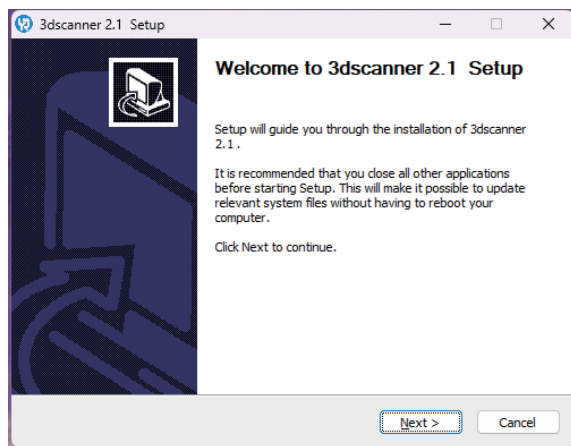 3dscanner 2.1 Setup
Welcome to 3dscanner 2.1 Setup
Setup will guide you through the installation of 3dscanner
2.1 .
It is recommended that you close all other applications
before starting Setup. This will make it possible to update
relevant system files without having to reboot your
computer.
Click Next to continue.
Next >
Cancel